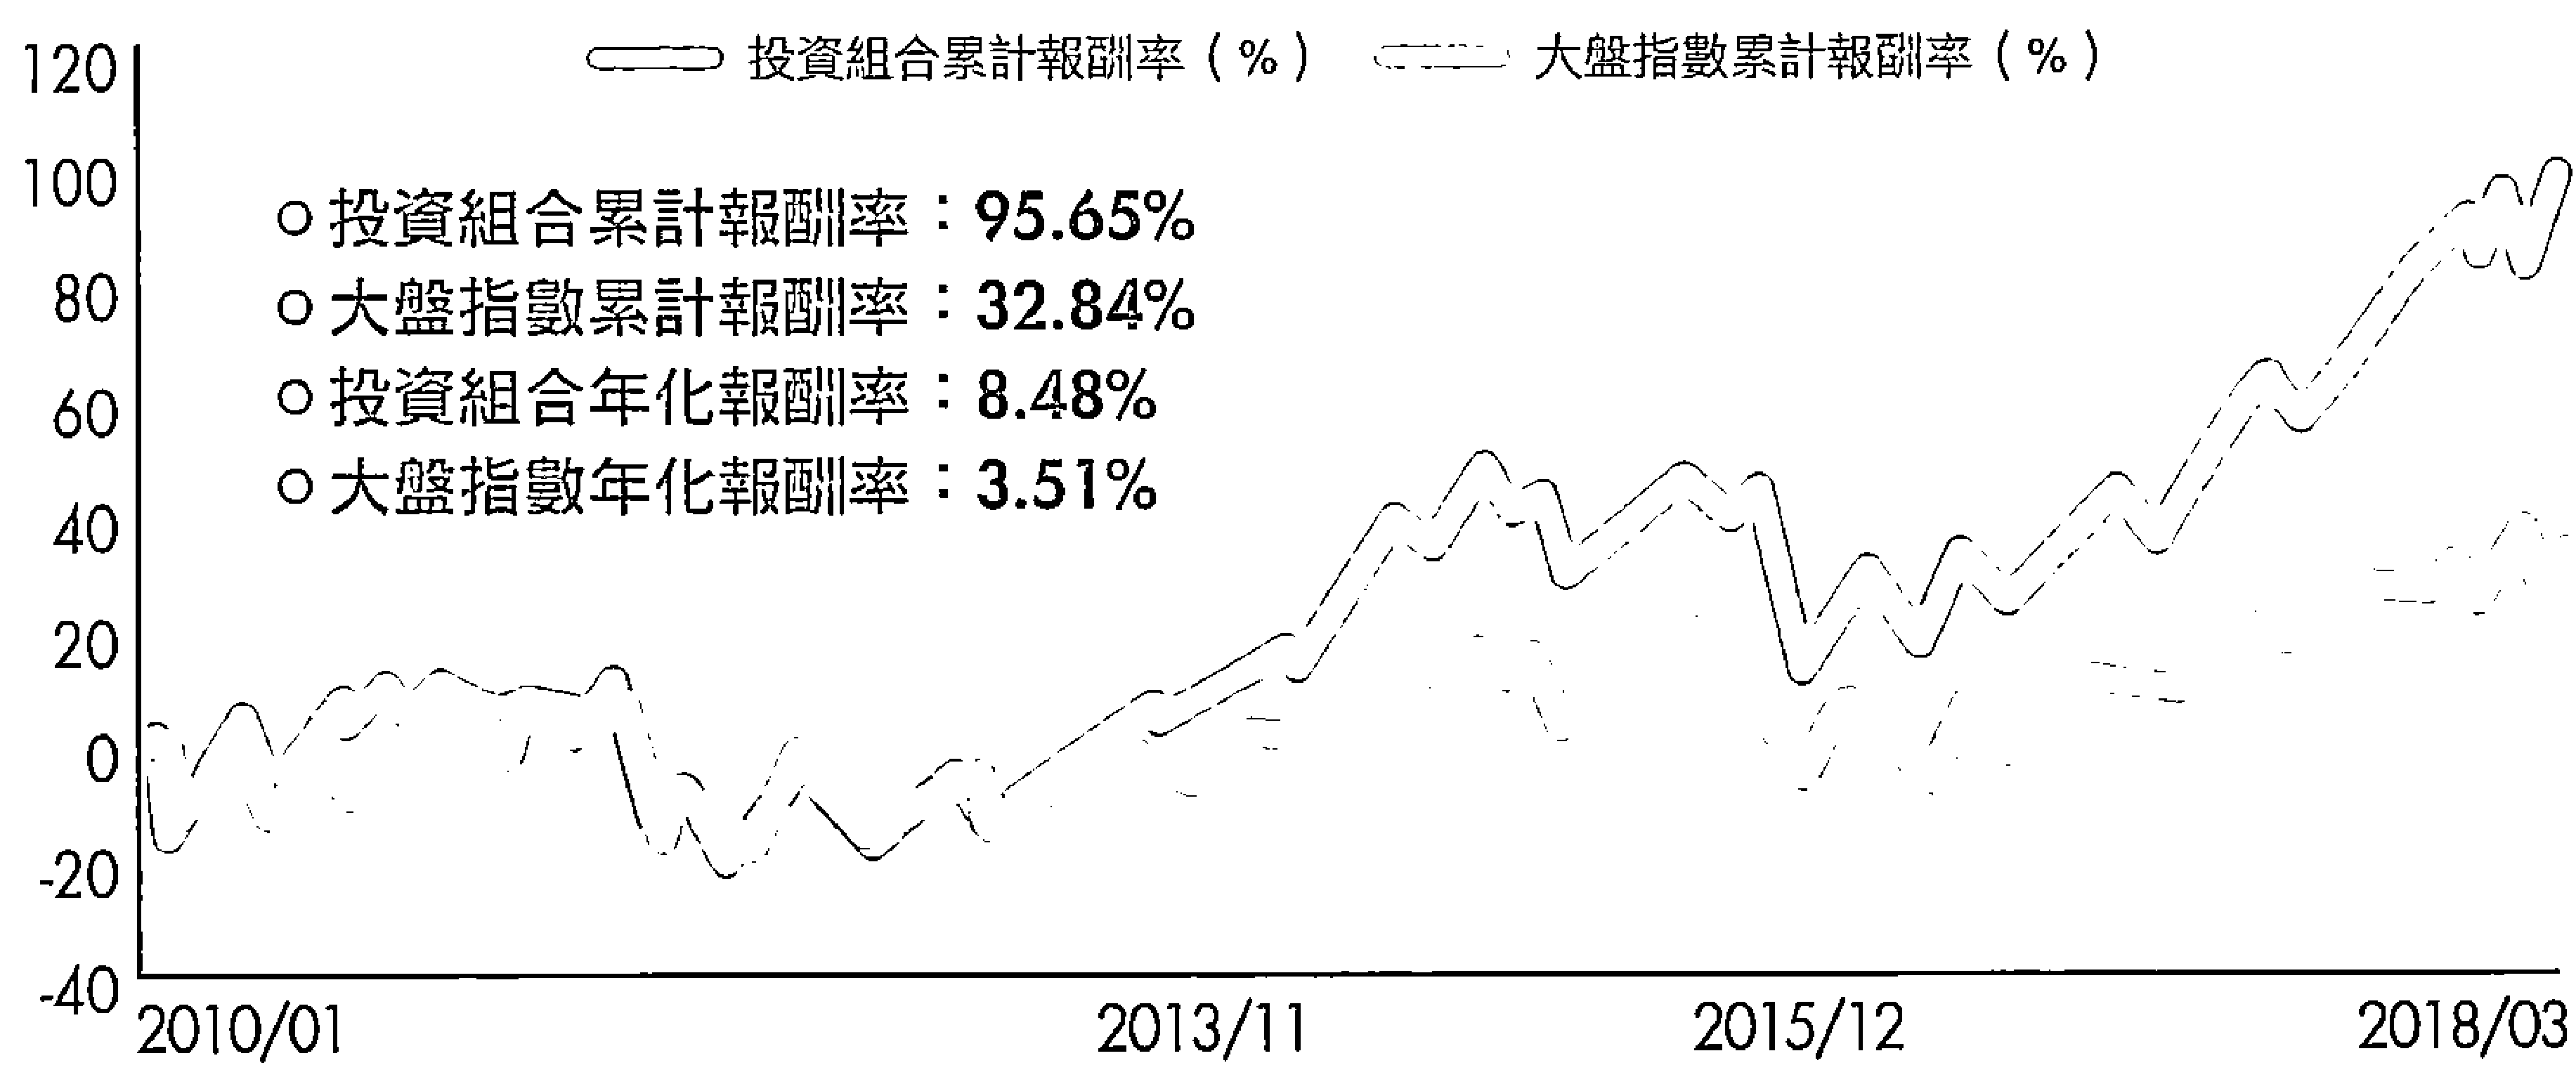 投資組合累計報酬率（%） 大盤指數累計報酬率（%）
120
100
80
60
40
20
0
-20
-40
○投資組合累計報酬率：95.65%
○大盤指數累計報酬率：32.84%
○投資組合年化報酬率：8.48%
○大盤指數年化報酬率：3.51%
2010/01 2013/11 2015/12 2018/03